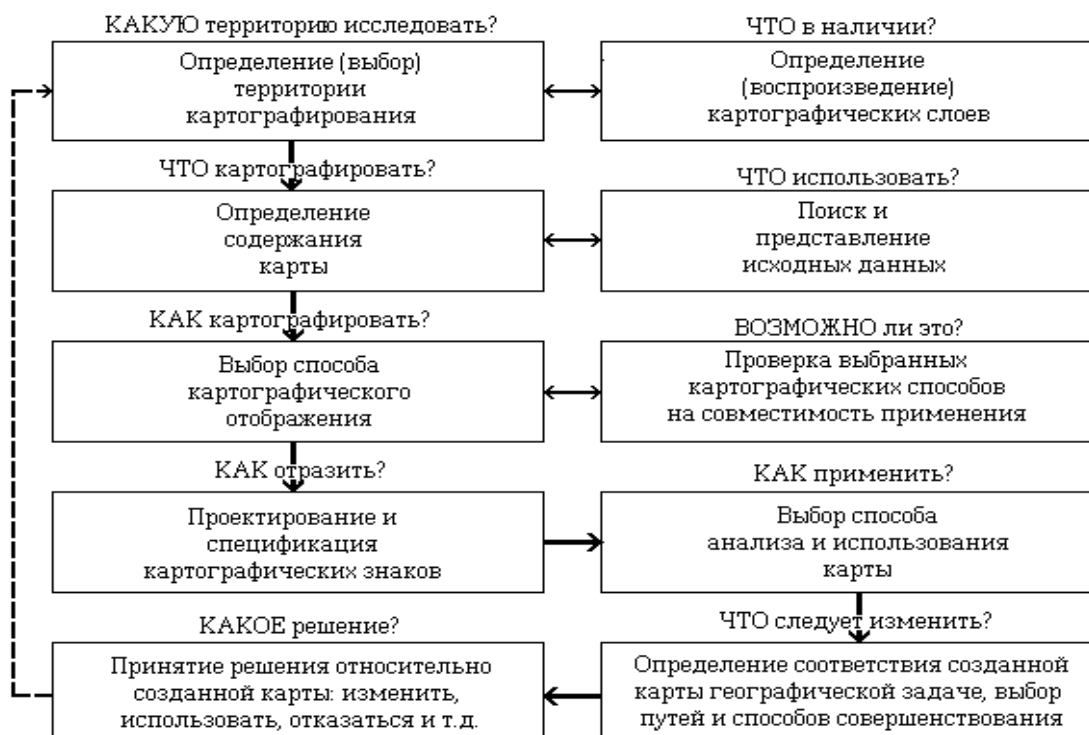 КАКУЮ территорию исследовать?
Определение (выбор)
территории
картографирования
ЧТО в наличии?
Определение
(воспроизведение)
картографических слоев
ЧТО картографировать?
Определение
содержания
карты
ЧТО использовать?
Поиск и
представление
исходных данных
КАК картографировать?
Выбор способа
картографического
отображения
ВОЗМОЖНО ли это?
Проверка выбранных
картографических способов
на совместимость применения
КАК отразить?
Проектирование и
спецификация
картографических знаков
КАК применить?
Выбор способа
анализа и использования
карты
КАКОЕ решение?
Принятие решения относительно
созданной карты: изменить,
использовать, отказаться и т.д.
ЧТО следует изменить?
Определение соответствия созданной
карты географической задаче, выбор
путей и способов совершенствования